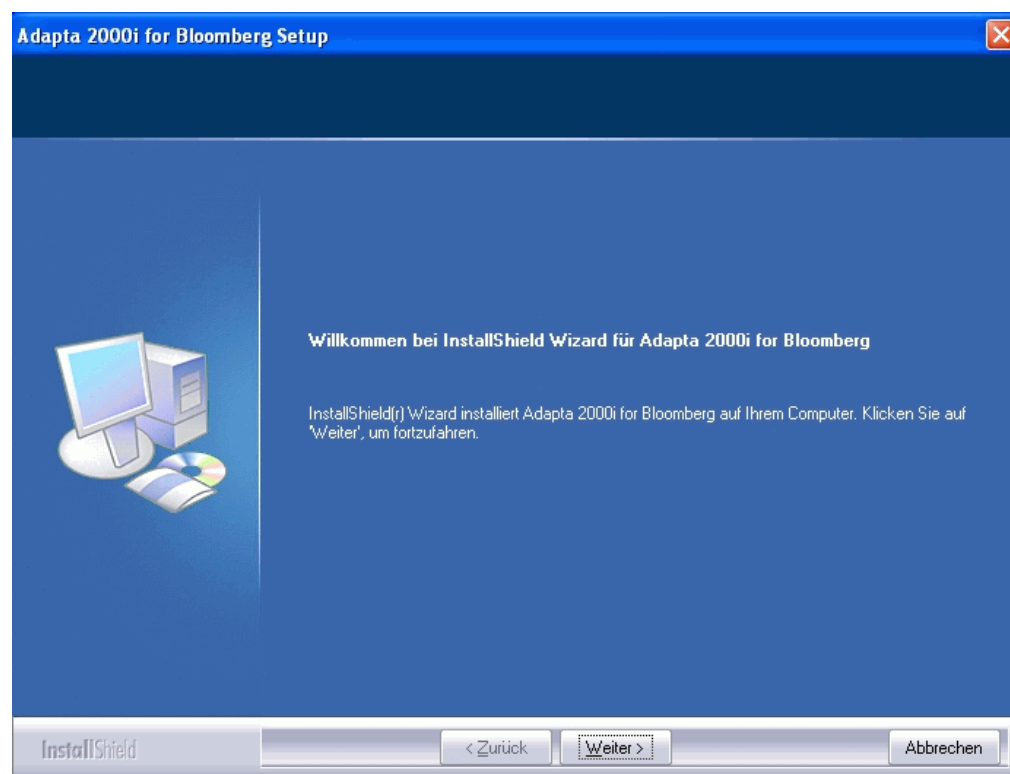 Adapta 2000i for Bloomberg Setup
Willkommen bei InstallShield Wizard für Adapta 2000i for Bloomberg
InstallShield(r) Wizard installiert Adapta 2000i for Bloomberg auf Ihrem Computer. Klicken Sie auf
'Weiter', um fortzufahren.
InstallShield
< Zurück
Weiter >
Abbrechen